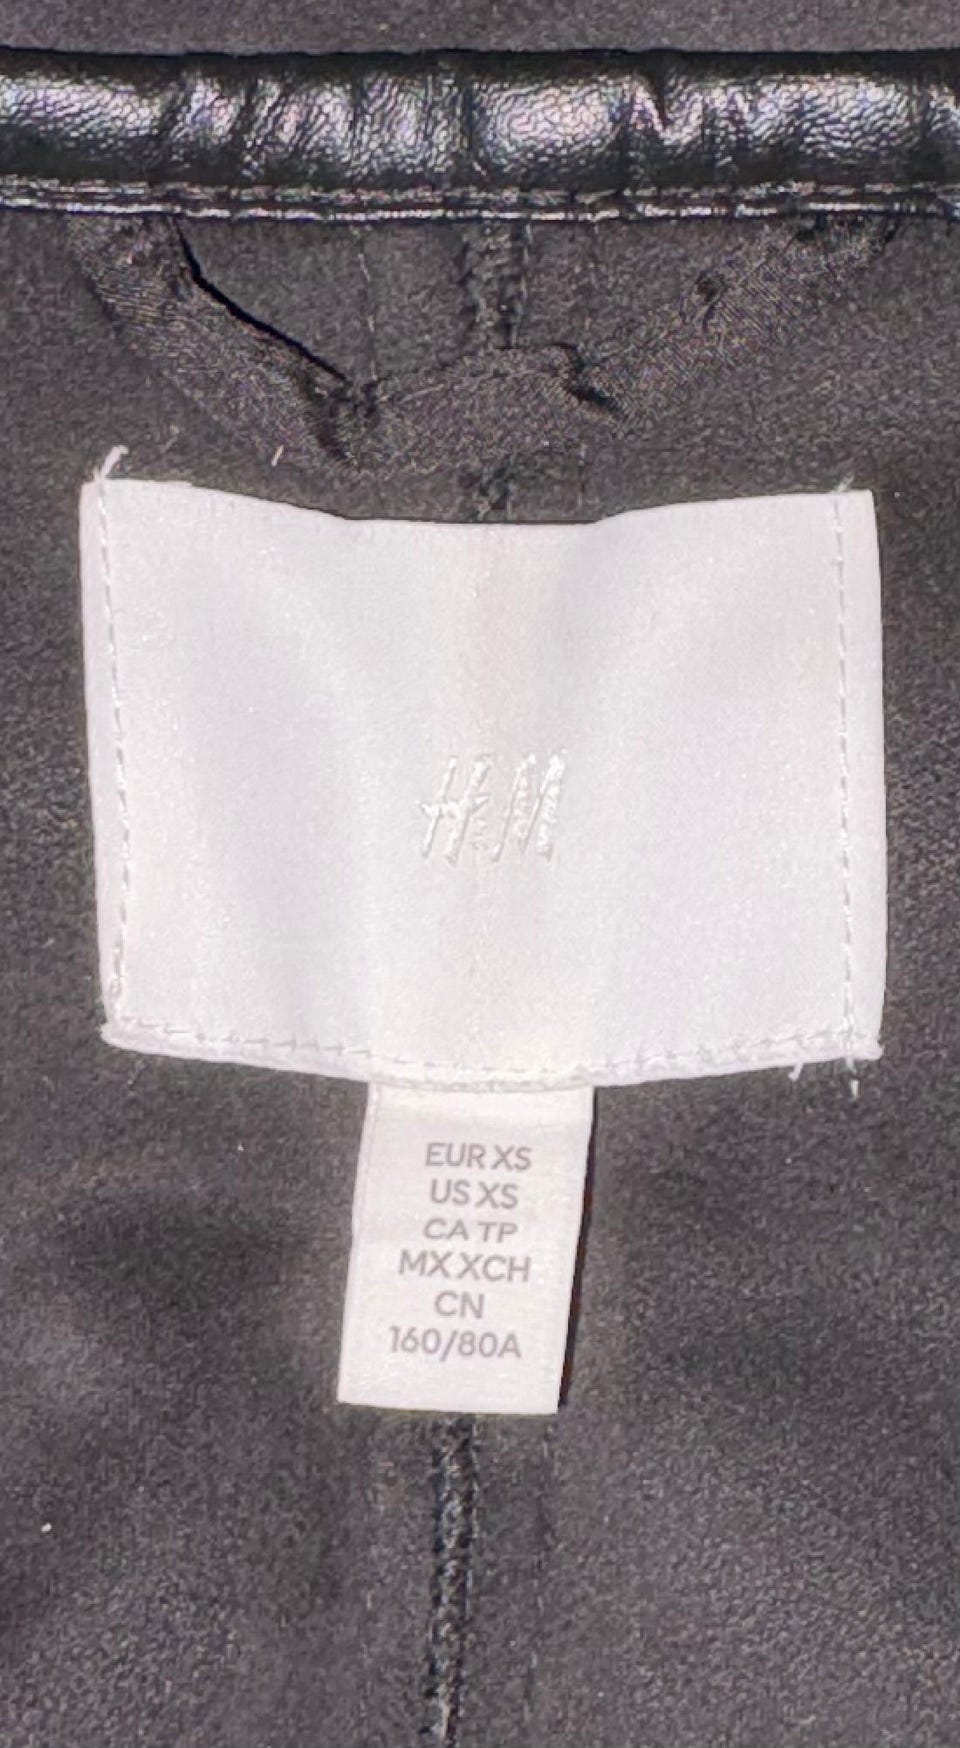 H&M
EUR XS
US XS
CA TP
MX XCH
CN
160/80A